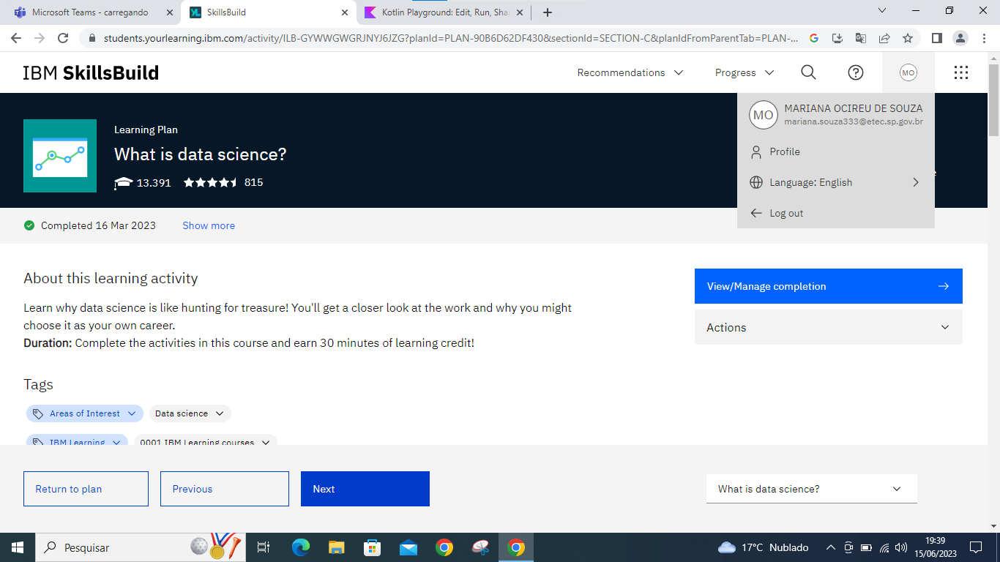 Microsoft Teams - carregando
SkillsBuild
Kotlin Playground: Edit, Run, Sha
students.yourlearning.ibm.com/activity/ILB-GYWWGWGRJNYJ6JZG?planId=PLAN-90B6D62DF430&sectionId=SECTION-C&planIdFromParentTab=PLAN-...
IBM SkillsBuild
Recommendations
Progress
MO
MO
MARIANA OCIREU DE SOUZA
mariana.souza333@etec.sp.gov.br
Profile
Language: English
Log out
Learning Plan
What is data science?
13.391
815
Completed 16 Mar 2023
Show more
About this learning activity
Learn why data science is like hunting for treasure! You'll get a closer look at the work and why you might
choose it as your own career.
Duration: Complete the activities in this course and earn 30 minutes of learning credit!
View/Manage completion
Actions
Tags
Areas of Interest
Data science
IBM Learning
0001 IBM Learning courses
Return to plan
Previous
Next
What is data science?
Pesquisar
17°C Nublado
19:39
15/06/2023